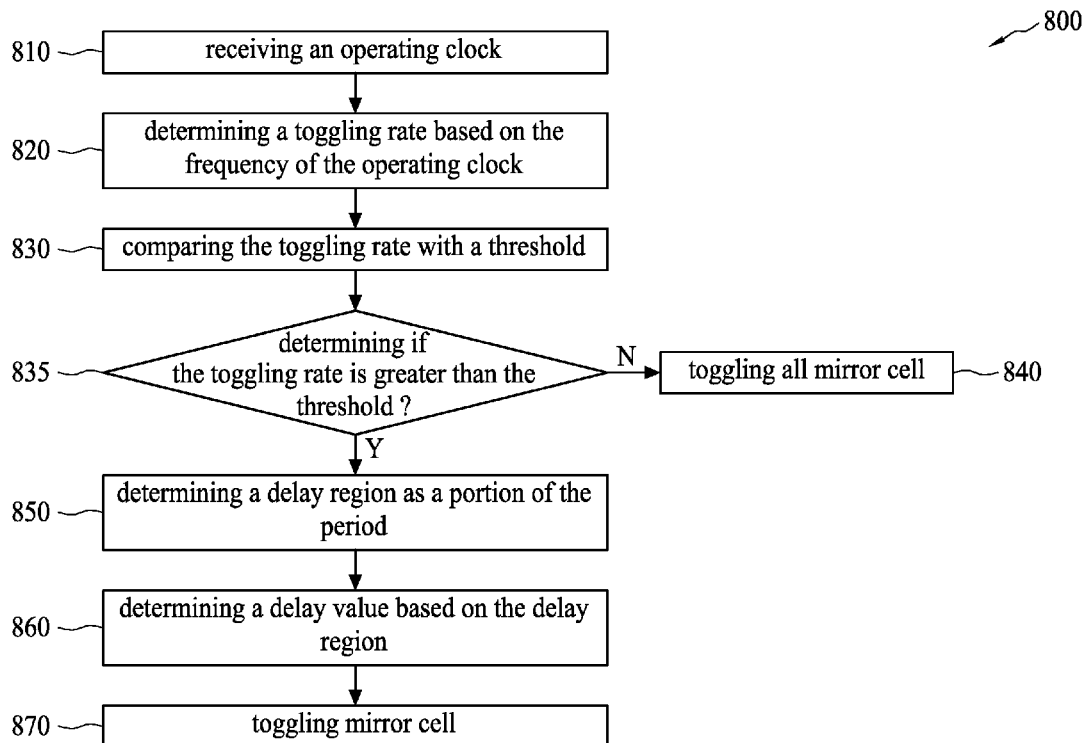 800
810
receiving an operating clock
820
determining a toggling rate based on the
frequency of the operating clock
830
comparing the toggling rate with a threshold
835
determining if
the toggling rate is greater than the
threshold ?
N
toggling all mirror cell
840
Y
850
determining a delay region as a portion of the
period
860
determining a delay value based on the delay
region
870
toggling mirror cell